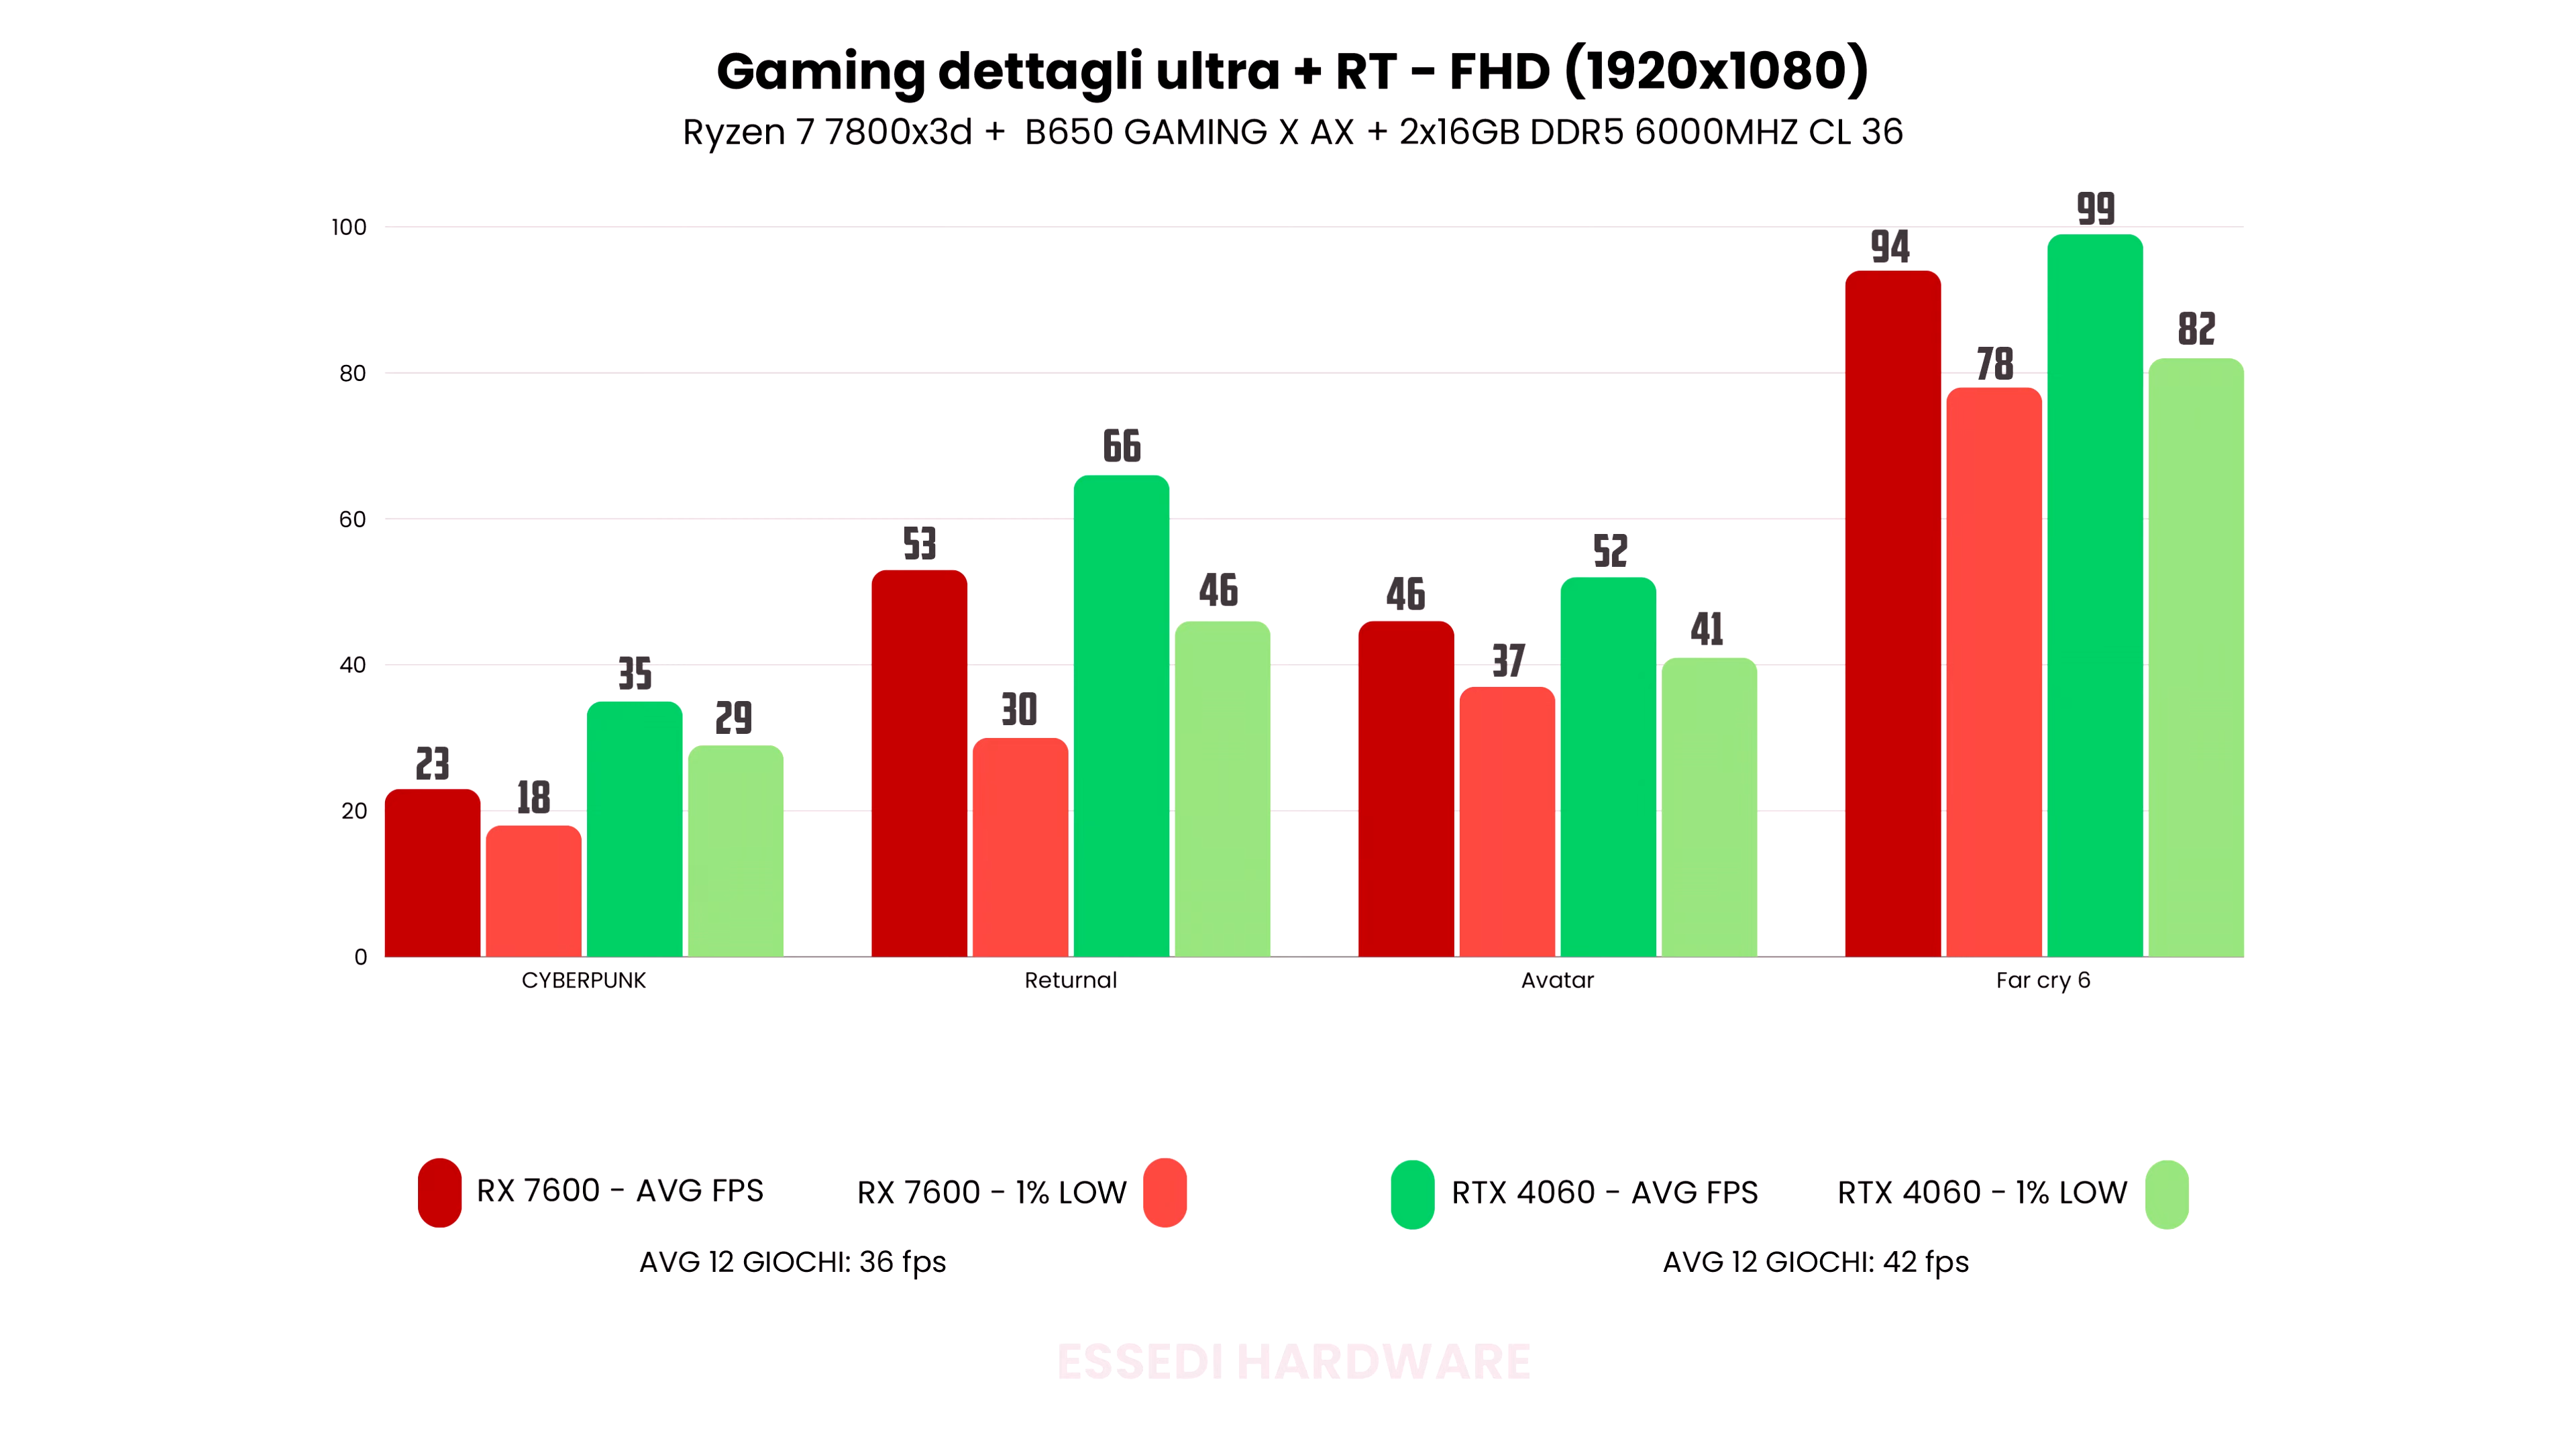 Gaming dettagli ultra + RT - FHD (1920x1080)
Ryzen 7 7800x3d + B650 GAMING X AX + 2x16GB DDR5 6000MHZ CL 36
100
80
60
40
20
0
23
18
35
29
53
30
66
46
46
37
52
41
94
78
99
82
CYBERPUNK
Returnal
Avatar
Far cry 6
RX 7600 - AVG FPS
RX 7600 - 1% LOW
RTX 4060 - AVG FPS
RTX 4060 - 1% LOW
AVG 12 GIOCHI: 36 fps
AVG 12 GIOCHI: 42 fps
ESSEDI HARDWARE